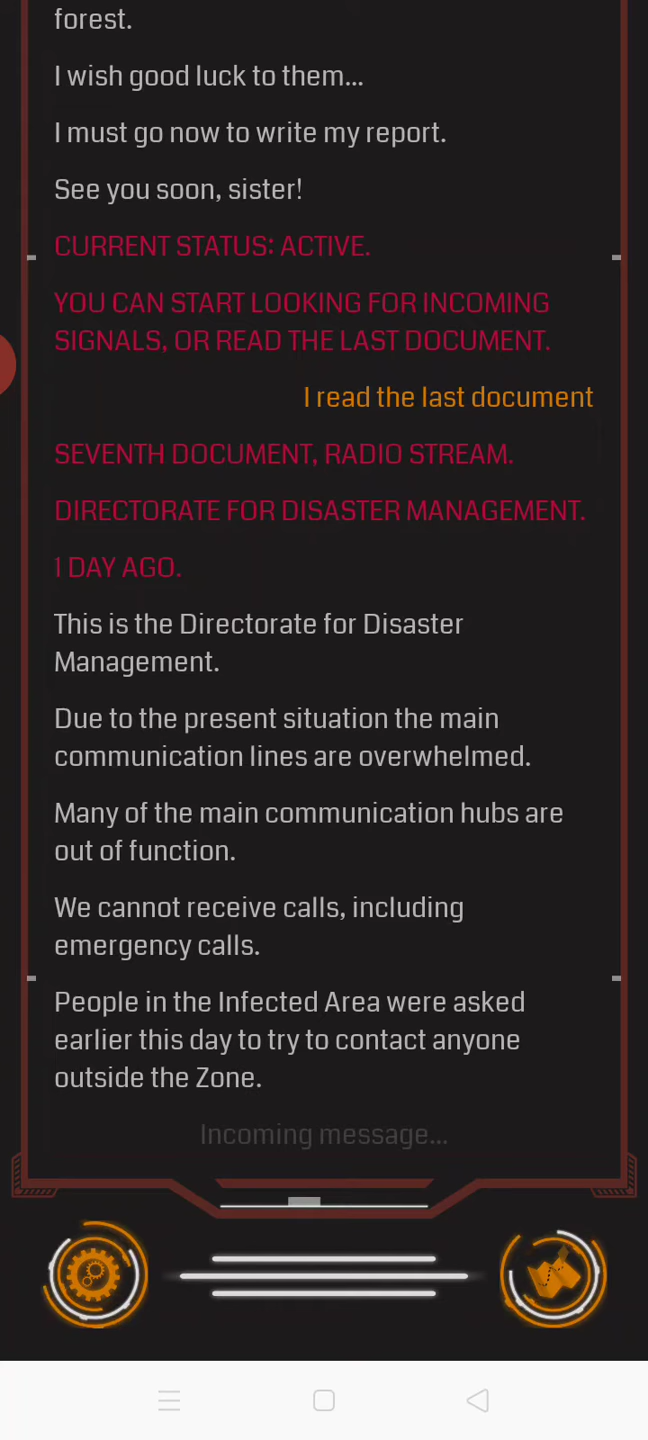 forest.
I wish good luck to them...
I must go now to write my report.
See you soon, sister!
CURRENT STATUS: ACTIVE.
YOU CAN START LOOKING FOR INCOMING
SIGNALS, OR READ THE LAST DOCUMENT.
I read the last document
SEVENTH DOCUMENT, RADIO STREAM.
DIRECTORATE FOR DISASTER MANAGEMENT.
1 DAY AGO.
This is the Directorate for Disaster
Management.
Due to the present situation the main
communication lines are overwhelmed.
Many of the main communication hubs are
out of function.
We cannot receive calls, including
emergency calls.
People in the Infected Area were asked
earlier this day to try to contact anyone
outside the Zone.
Incoming message...